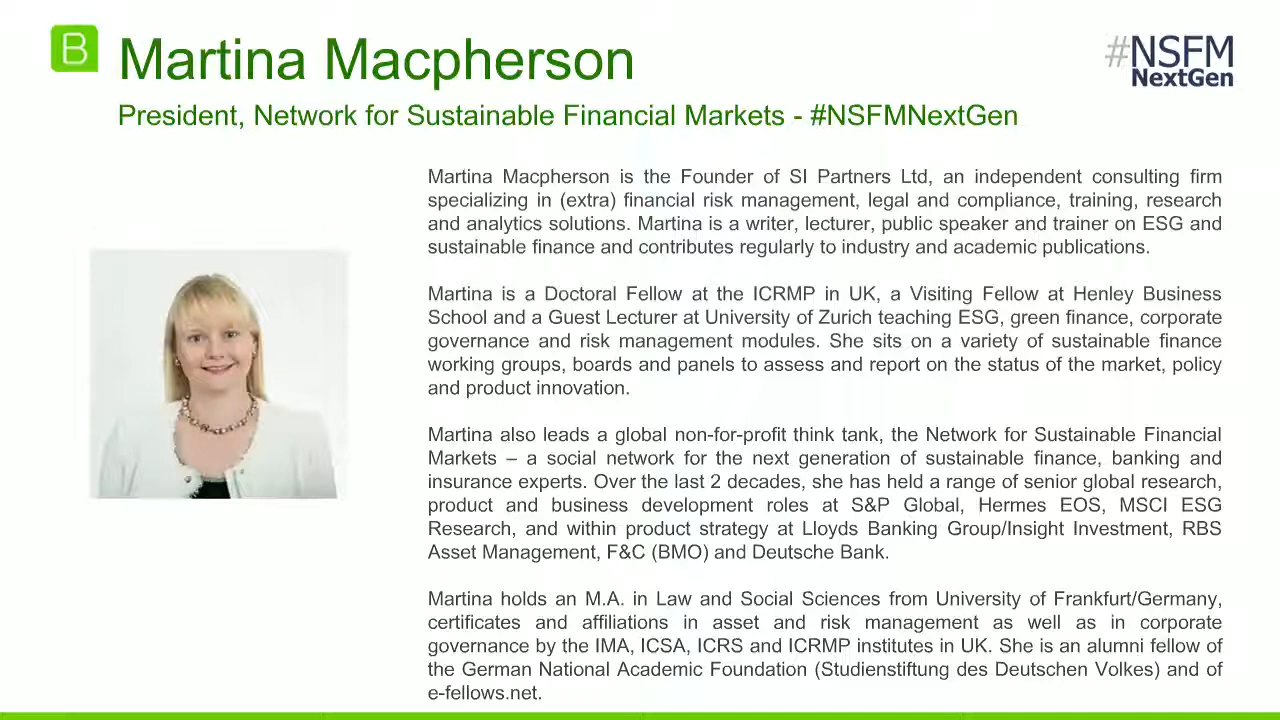 B
Martina Macpherson
#NSFM
NextGen
President, Network for Sustainable Financial Markets - #NSFMNextGen
Martina Macpherson is the Founder of SI Partners Ltd, an independent consulting firm
specializing in (extra) financial risk management, legal and compliance, training, research
and analytics solutions. Martina is a writer, lecturer, public speaker and trainer on ESG and
sustainable finance and contributes regularly to industry and academic publications.
Martina is a Doctoral Fellow at the ICRMP in UK, a Visiting Fellow at Henley Business
School and a Guest Lecturer at University of Zurich teaching ESG, green finance, corporate
governance and risk management modules. She sits on a variety of sustainable finance
working groups, boards and panels to assess and report on the status of the market, policy
and product innovation.
Martina also leads a global non-for-profit think tank, the Network for Sustainable Financial
Markets – a social network for the next generation of sustainable finance, banking and
insurance experts. Over the last 2 decades, she has held a range of senior global research,
product and business development roles at S&P Global, Hermes EOS, MSCI ESG
Research, and within product strategy at Lloyds Banking Group/Insight Investment, RBS
Asset Management, F&C (BMO) and Deutsche Bank.
Martina holds an M.A. in Law and Social Sciences from University of Frankfurt/Germany,
certificates and affiliations in asset and risk management as well as in corporate
governance by the IMA, ICSA, ICRS and ICRMP institutes in UK. She is an alumni fellow of
the German National Academic Foundation (Studienstiftung des Deutschen Volkes) and of
e-fellows.net.